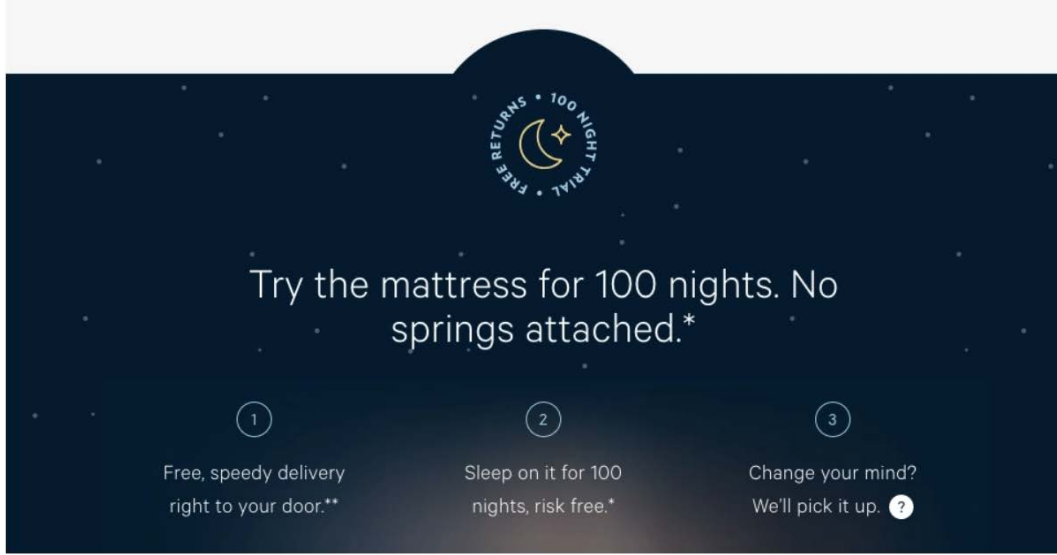 FREE RETURNS • 100 NIGHT TRIAL •
Try the mattress for 100 nights. No
springs attached.*
1
Free, speedy delivery
right to your door.**
2
Sleep on it for 100
nights, risk free.*
3
Change your mind?
We'll pick it up. ?